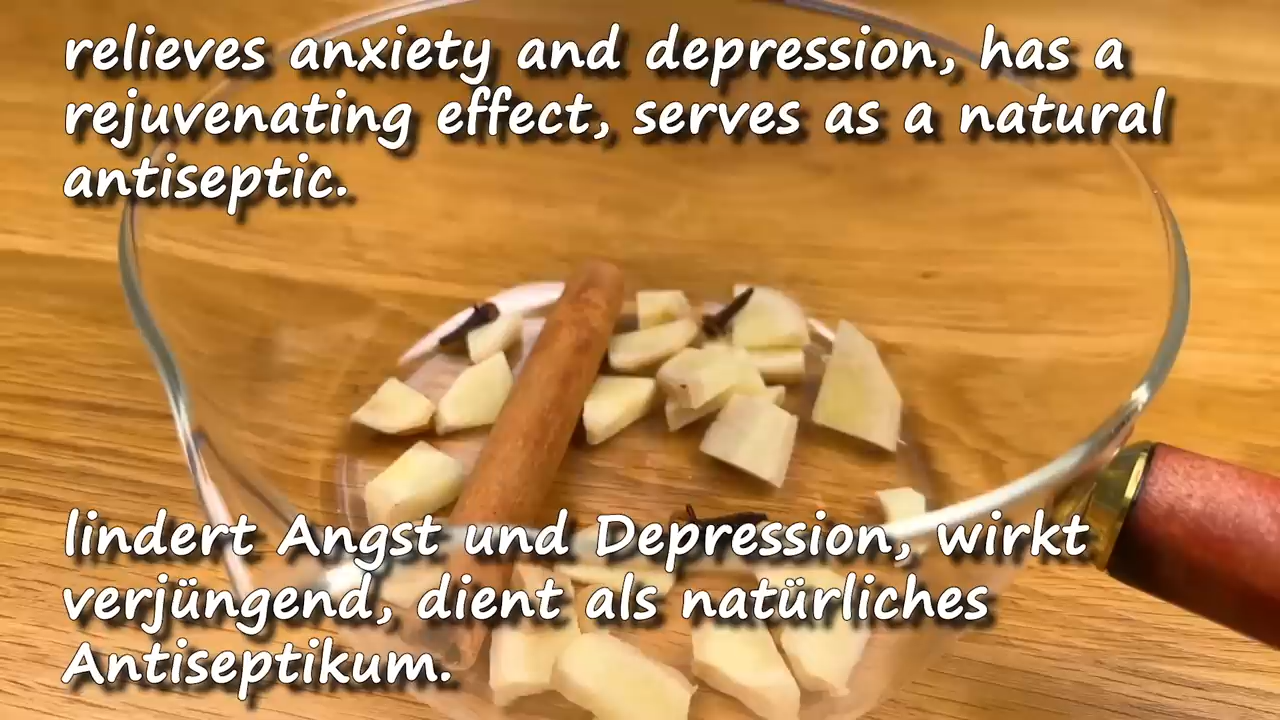 relieves anxiety and depression, has a
rejuvenating effect, serves as a natural
antiseptic.
lindert Angst und Depression, wirkt
verjüngend, dient als natürliches
Antiseptikum.